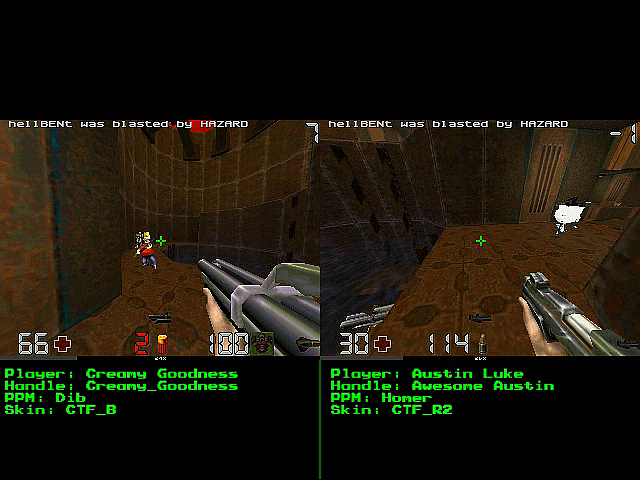 hellBENt was blasted by HAZARD
hellBENt was blasted by HAZARD
66 2 100
30 114
Player: Creamy Goodness
Handle: Creamy_Goodness
PPM: Dib
Skin: CTF_B
Player: Austin Luke
Handle: Awesome Austin
PPM: Homer
Skin: CTF_R2